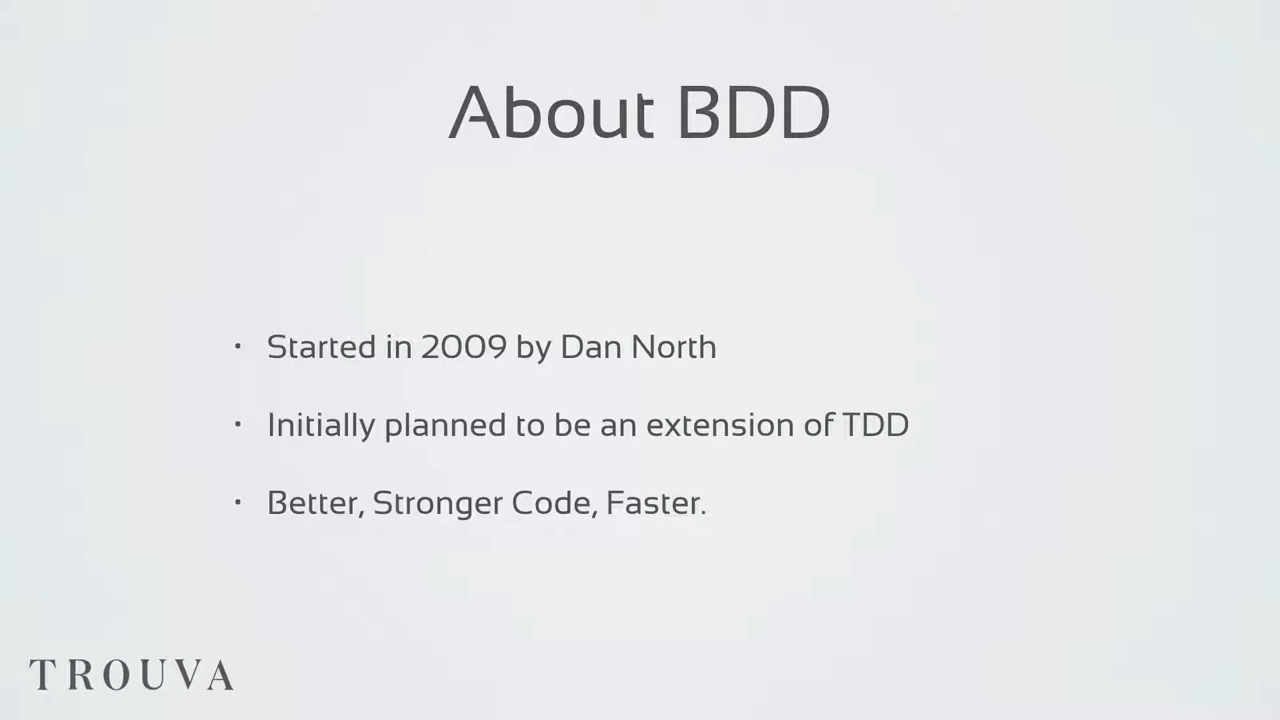 About BDD
• Started in 2009 by Dan North
• Initially planned to be an extension of TDD
• Better, Stronger Code, Faster.
TROUVA